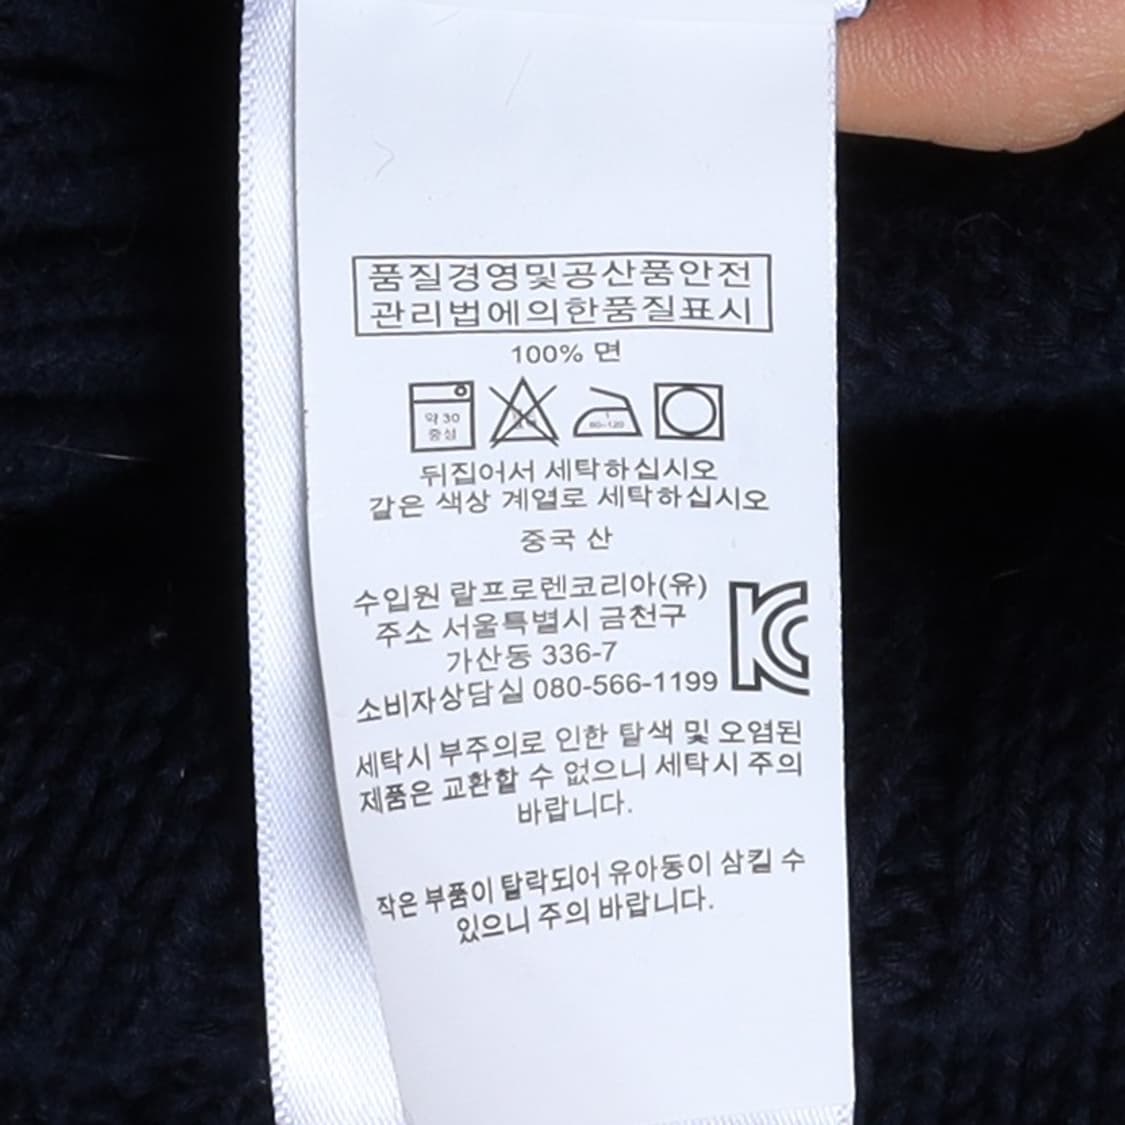 품질경영및공산품안전
관리법에의한품질표시
100% 면
약 30
중성
1
80~120
뒤집어서 세탁하십시오
같은 색상 계열로 세탁하십시오
중국 산
수입원 랄프로렌코리아(유)
주소 서울특별시 금천구
가산동 336-7
소비자상담실 080-566-1199
세탁시 부주의로 인한 탈색 및 오염된
제품은 교환할 수 없으니 세탁시 주의
바랍니다.
작은 부품이 탈락되어 유아동이 삼킬 수
있으니 주의 바랍니다.